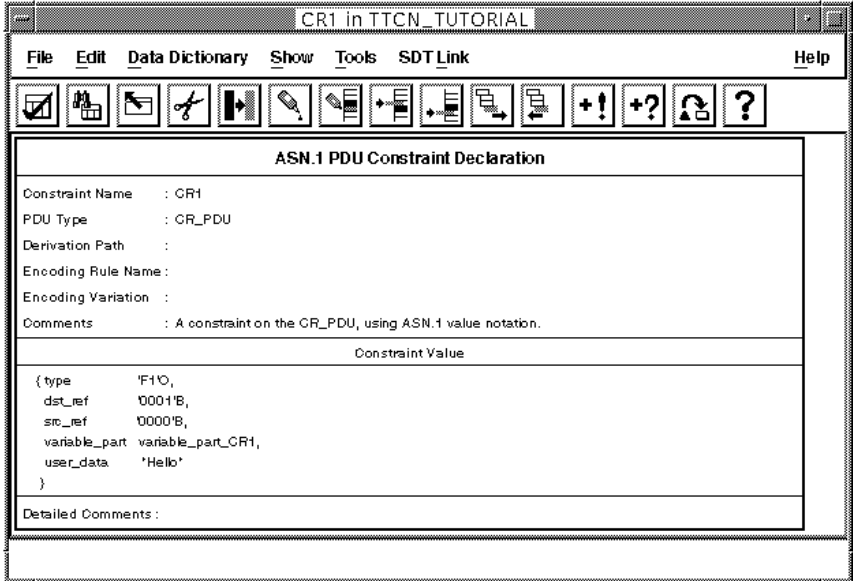 CR1 in TTCN_TUTORIAL
File Edit Data Dictionary Show Tools SDT Link Help
+! +? ?
ASN.1 PDU Constraint Declaration
Constraint Name : CR1
PDU Type : CR_PDU
Derivation Path :
Encoding Rule Name :
Encoding Variation :
Comments : A constraint on the CR_PDU, using ASN.1 value notation.
Constraint Value
{ type 'F1'O,
dst_ref '0001'B,
src_ref '0000'B,
variable_part variable_part_CR1,
user_data "Hello"
}
Detailed Comments :